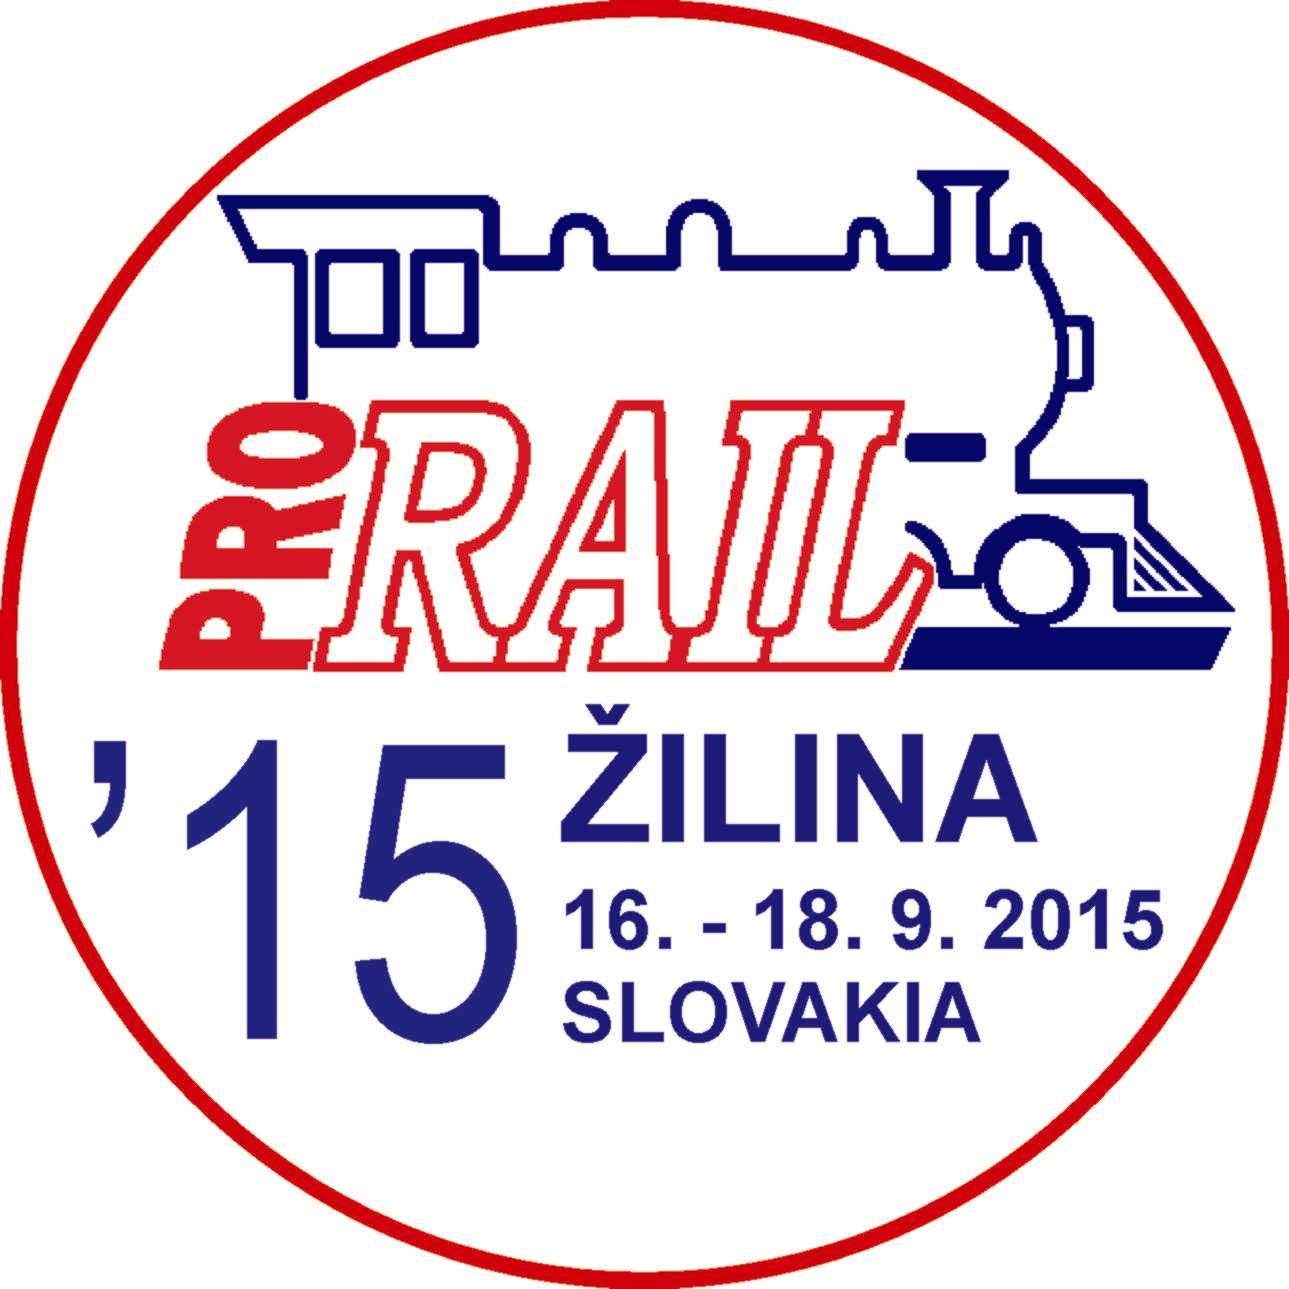 PRO
RAIL
’15
ŽILINA
16. - 18. 9. 2015
SLOVAKIA